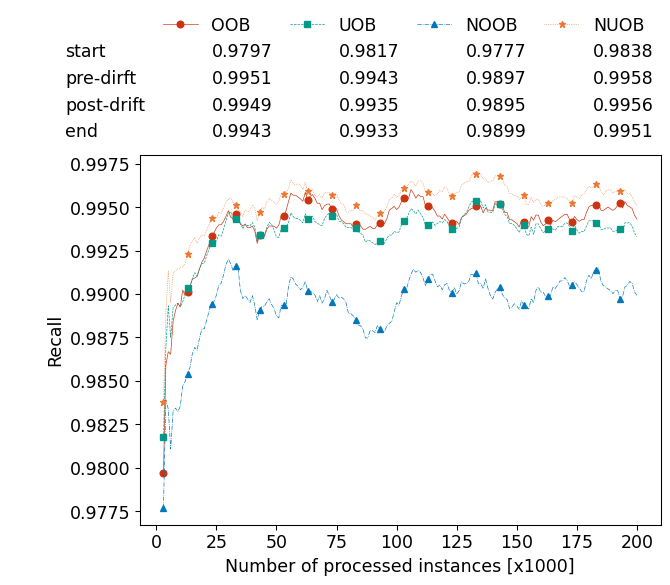 OOB UOB NOOB NUOB
start 0.9797 0.9817 0.9777 0.9838
pre-dirft 0.9951 0.9943 0.9897 0.9958
post-drift 0.9949 0.9935 0.9895 0.9956
end 0.9943 0.9933 0.9899 0.9951
0.9975
0.9950
0.9925
0.9900
0.9875
0.9850
0.9825
0.9800
0.9775
Recall
0 25 50 75 100 125 150 175 200
Number of processed instances [x1000]